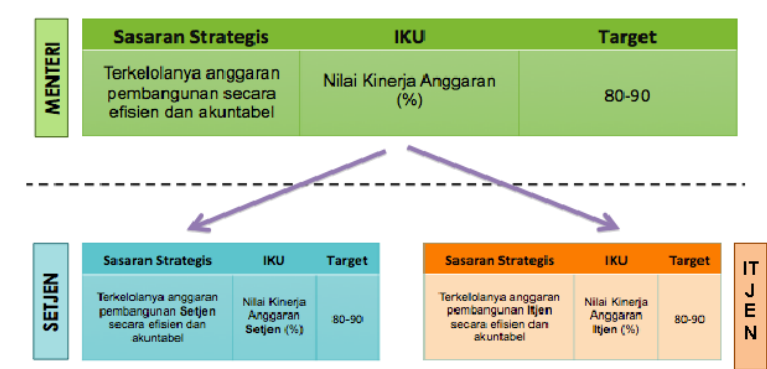 MENTERI
Sasaran Strategis IKU Target
Terkelolanya anggaran
pembangunan secara
efisien dan akuntabel
Nilai Kinerja Anggaran
(%)
80-90
SETJEN
Sasaran Strategis IKU Target
Terkelolanya anggaran
pembangunan Setjen
secara efisien dan
akuntabel
Nilai Kinerja
Anggaran
Setjen (%)
80-90
Sasaran Strategis IKU Target
Terkelolanya anggaran
pembangunan Itjen
secara efisien dan
akuntabel
Nilai Kinerja
Anggaran
Itjen (%)
80-90
IT
J
E
N